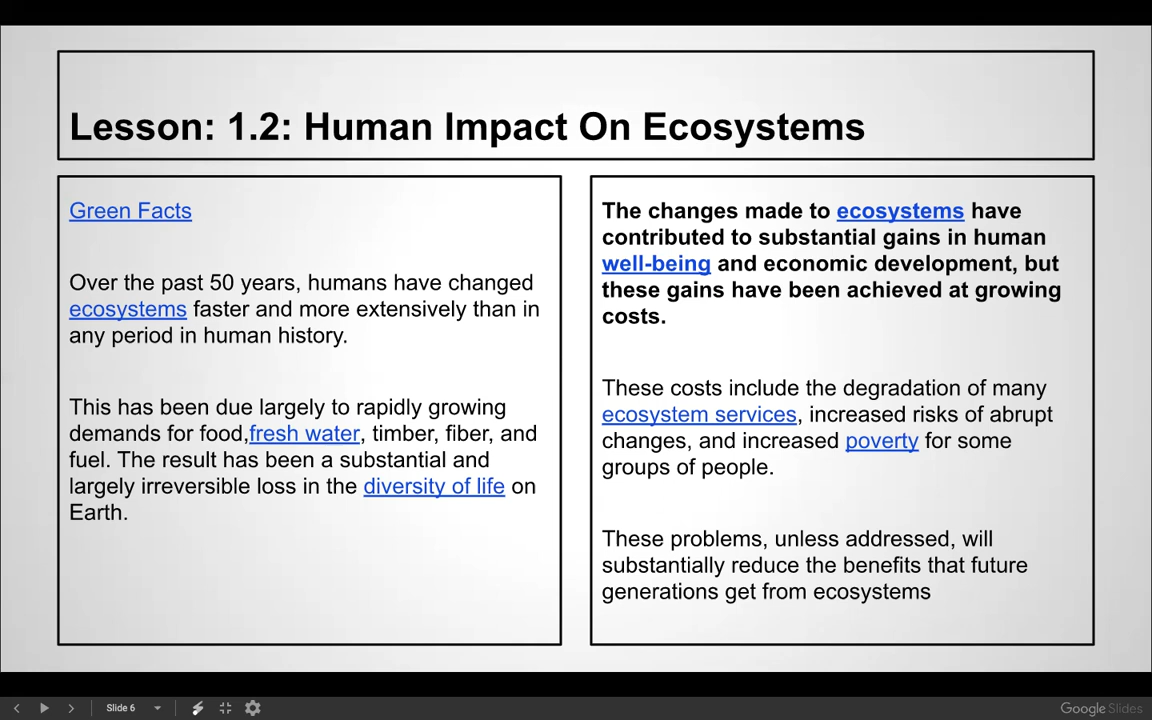 Lesson: 1.2: Human Impact On Ecosystems
Green Facts
Over the past 50 years, humans have changed
ecosystems faster and more extensively than in
any period in human history.
This has been due largely to rapidly growing
demands for food,fresh water, timber, fiber, and
fuel. The result has been a substantial and
largely irreversible loss in the diversity of life on
Earth.
The changes made to ecosystems have
contributed to substantial gains in human
well-being and economic development, but
these gains have been achieved at growing
costs.
These costs include the degradation of many
ecosystem services, increased risks of abrupt
changes, and increased poverty for some
groups of people.
These problems, unless addressed, will
substantially reduce the benefits that future
generations get from ecosystems
Slide 6
Google Slides